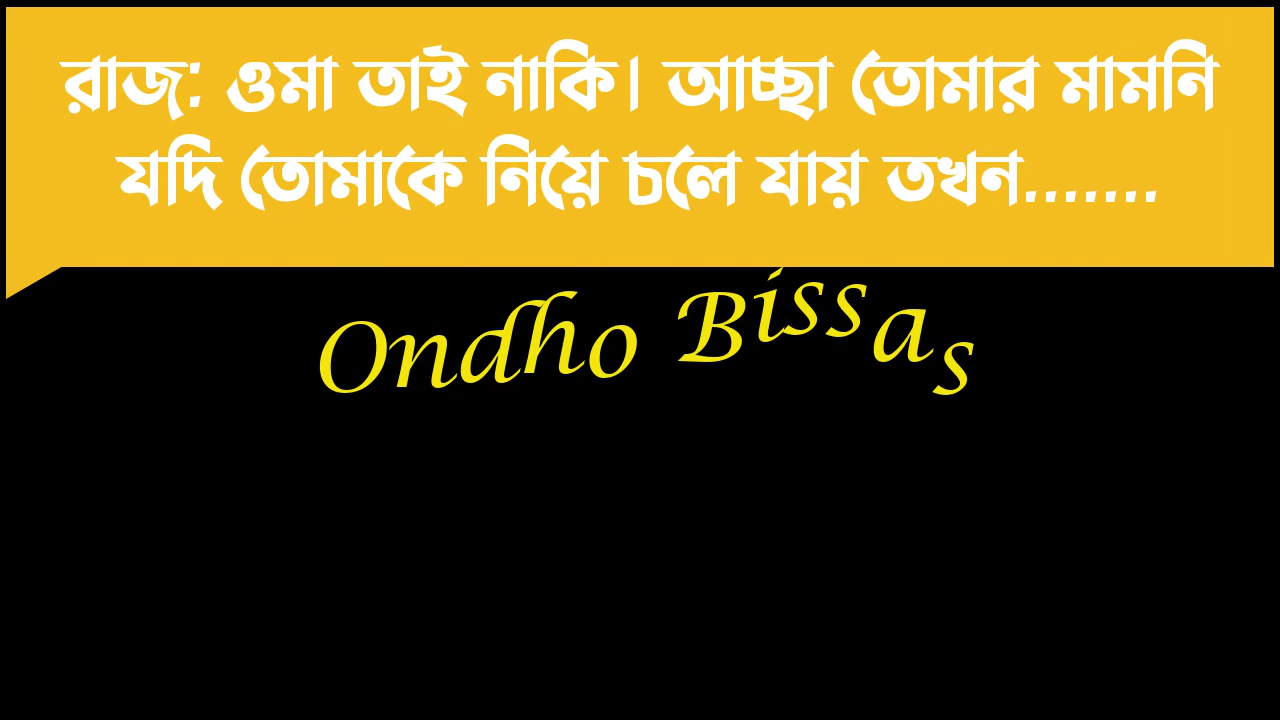 রাজ: ওমা তাই নাকি। আচ্ছা তোমার মামনি
যদি তোমাকে নিয়ে চলে যায় তখন.......
Ondho Bissas